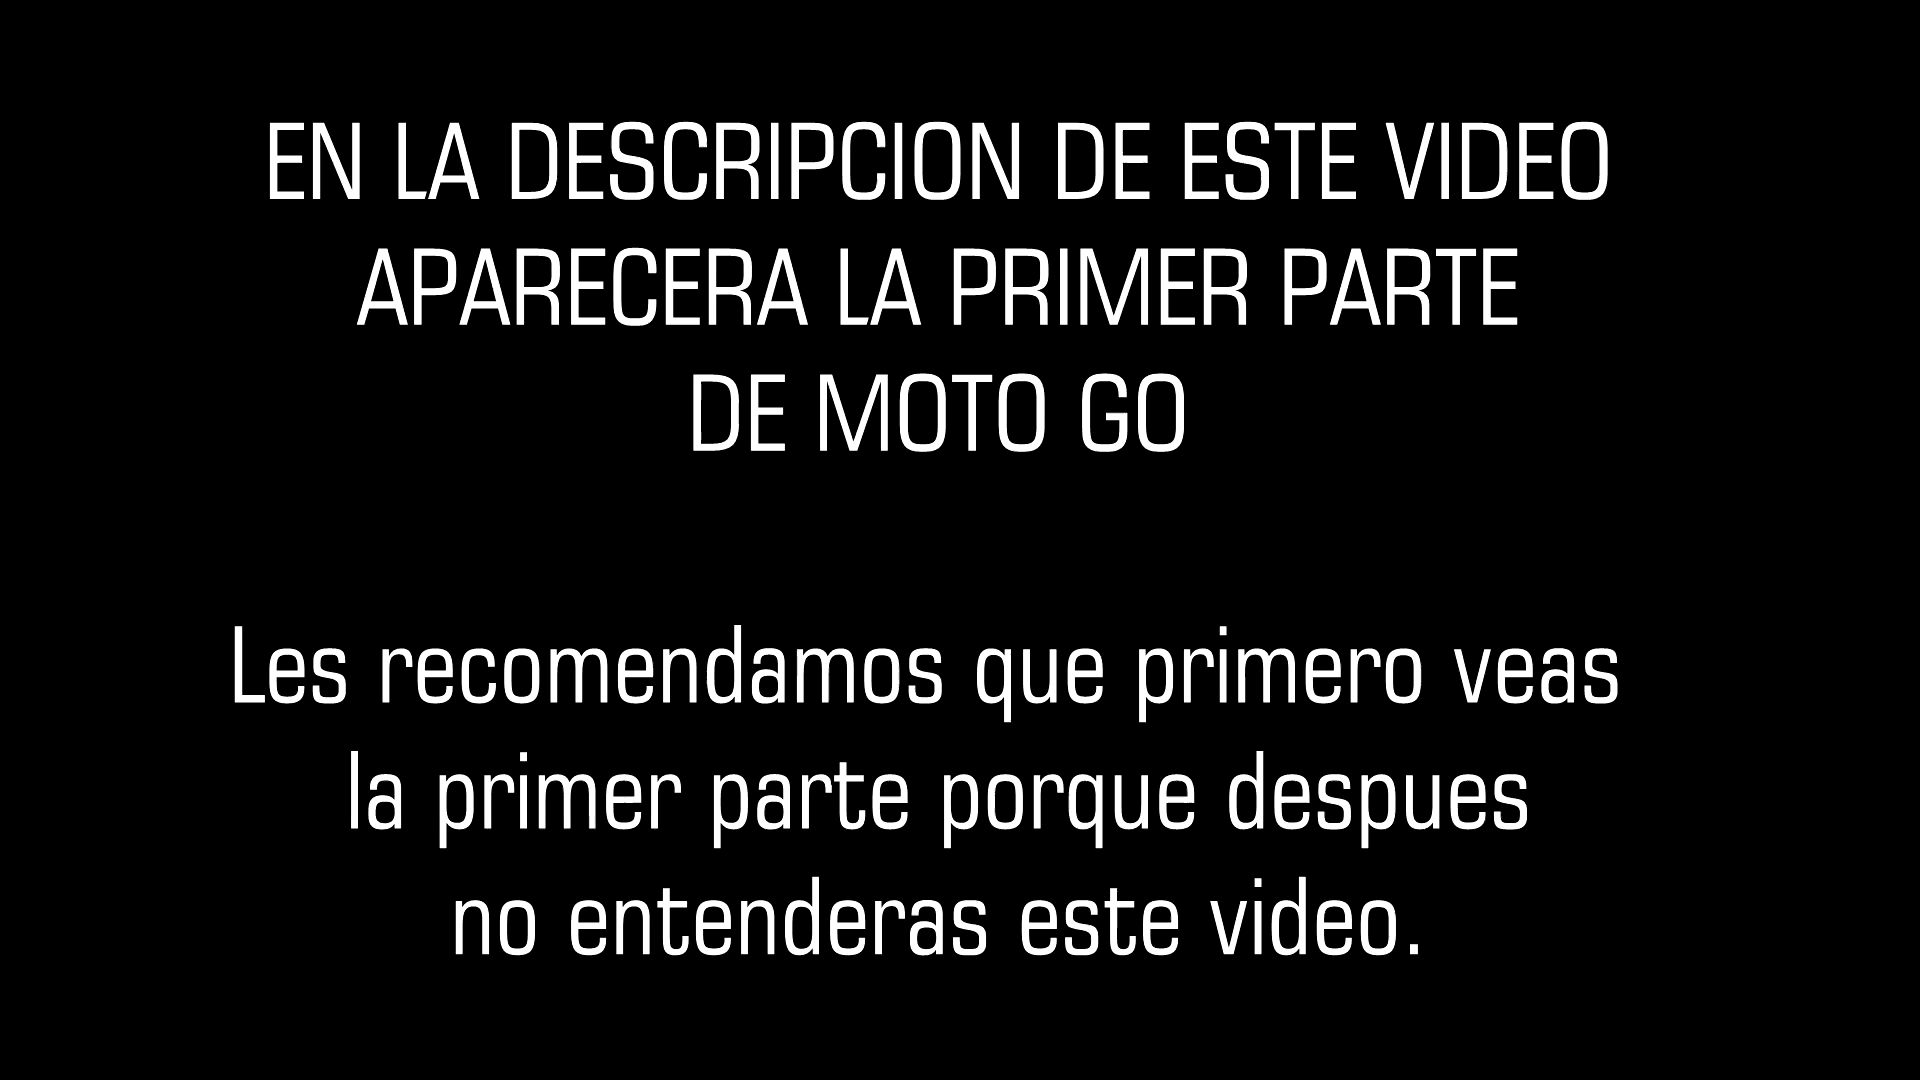 EN LA DESCRIPCION DE ESTE VIDEO
APARECERA LA PRIMER PARTE
DE MOTO GO
Les recomendamos que primero veas
la primer parte porque despues
no entenderas este video.